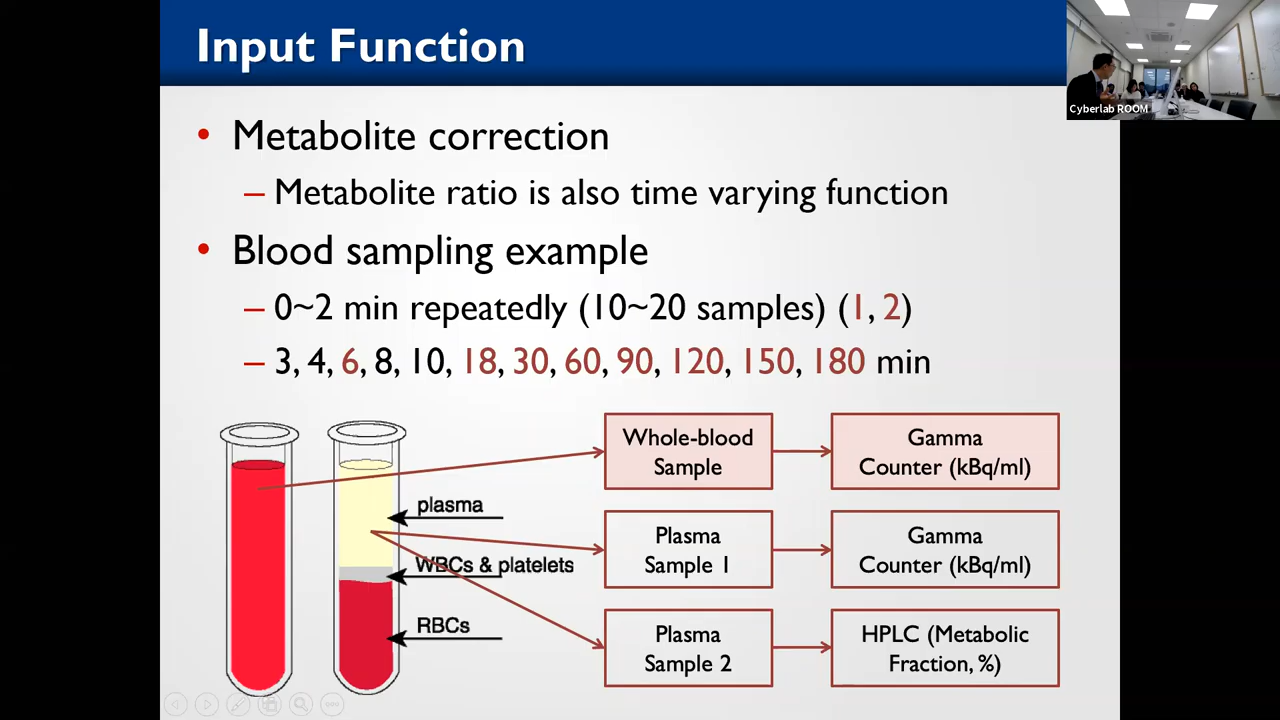 Input Function
Cyberlab ROOM
• Metabolite correction
– Metabolite ratio is also time varying function
• Blood sampling example
– 0~2 min repeatedly (10~20 samples) (1, 2)
– 3, 4, 6, 8, 10, 18, 30, 60, 90, 120, 150, 180 min
Whole-blood
Sample
Gamma
Counter (kBq/ml)
plasma
WBCs & platelets
RBCs
Plasma
Sample 1
Gamma
Counter (kBq/ml)
Plasma
Sample 2
HPLC (Metabolic
Fraction, %)